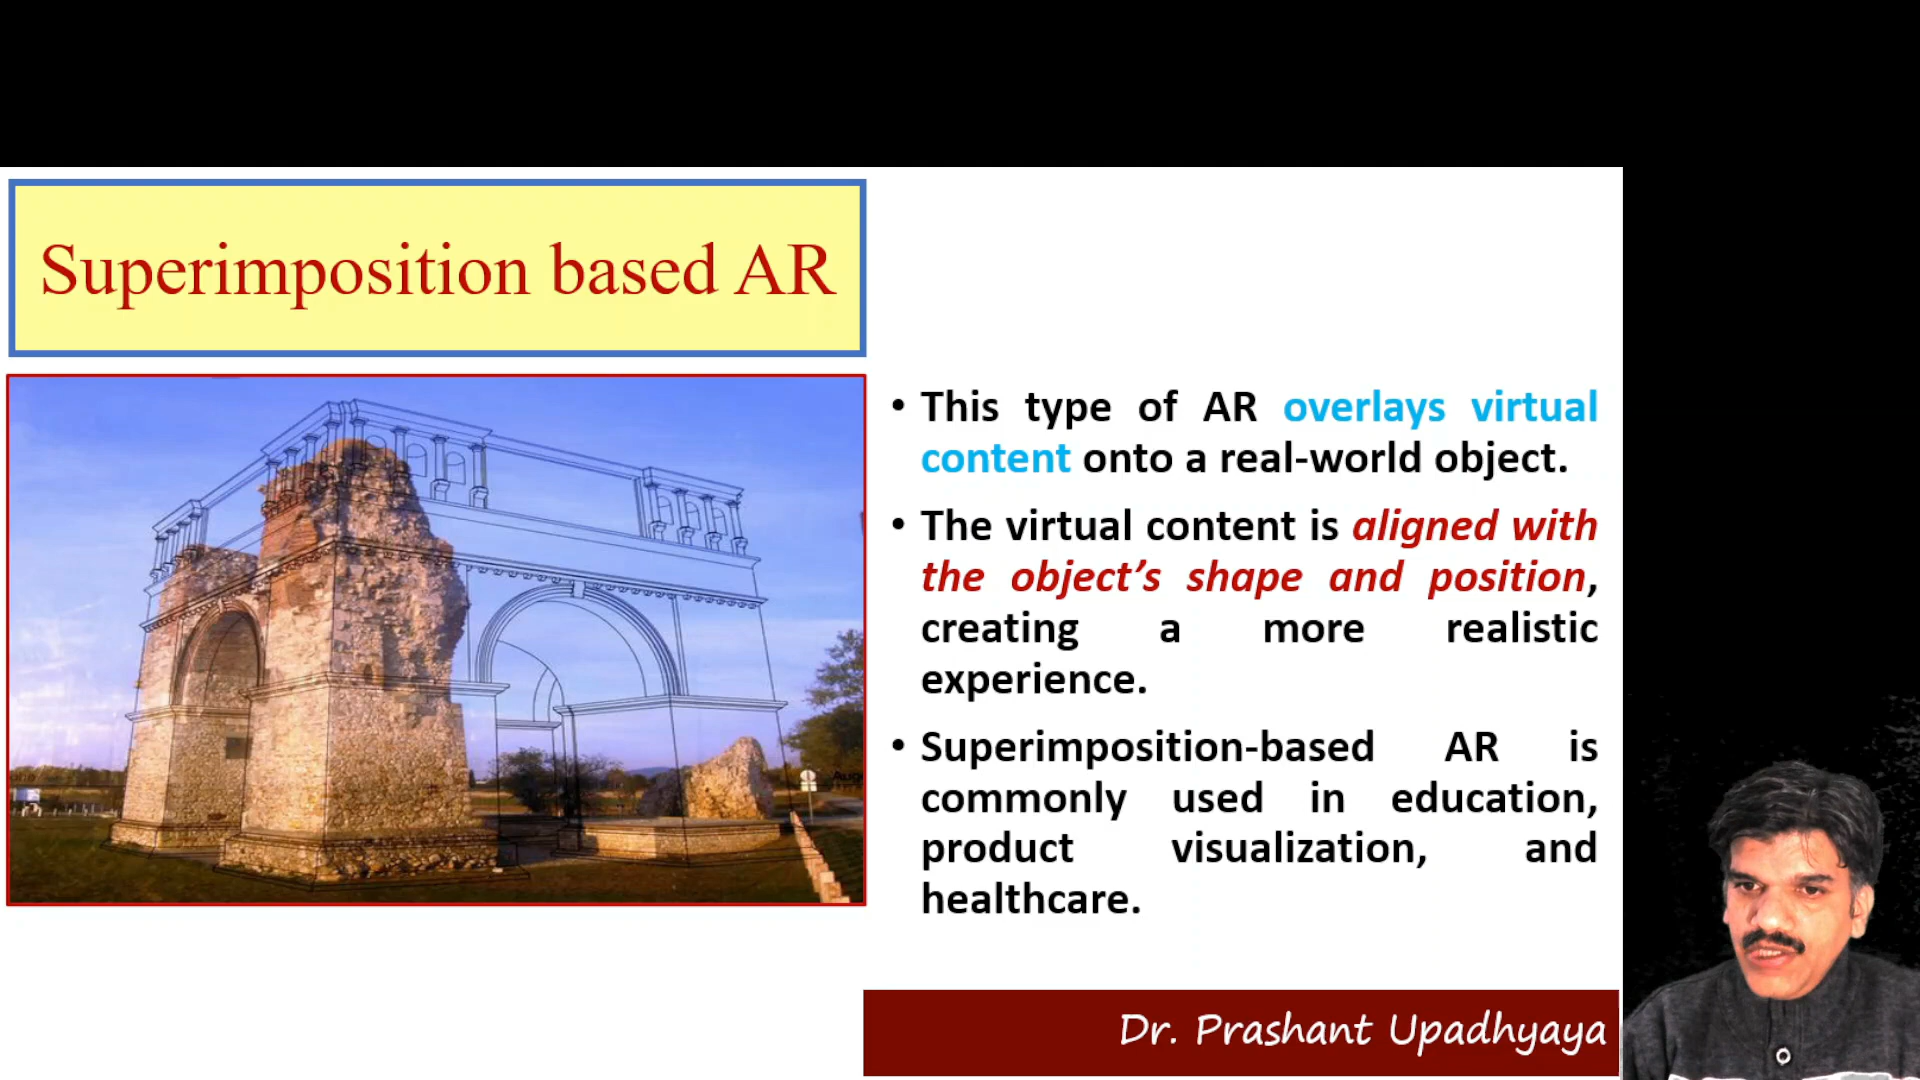 Superimposition based AR
• This type of AR overlays virtual
content onto a real-world object.
• The virtual content is aligned with
the object’s shape and position,
creating a more realistic
experience.
• Superimposition-based AR is
commonly used in education,
product visualization, and
healthcare.
Dr. Prashant Upadhyaya